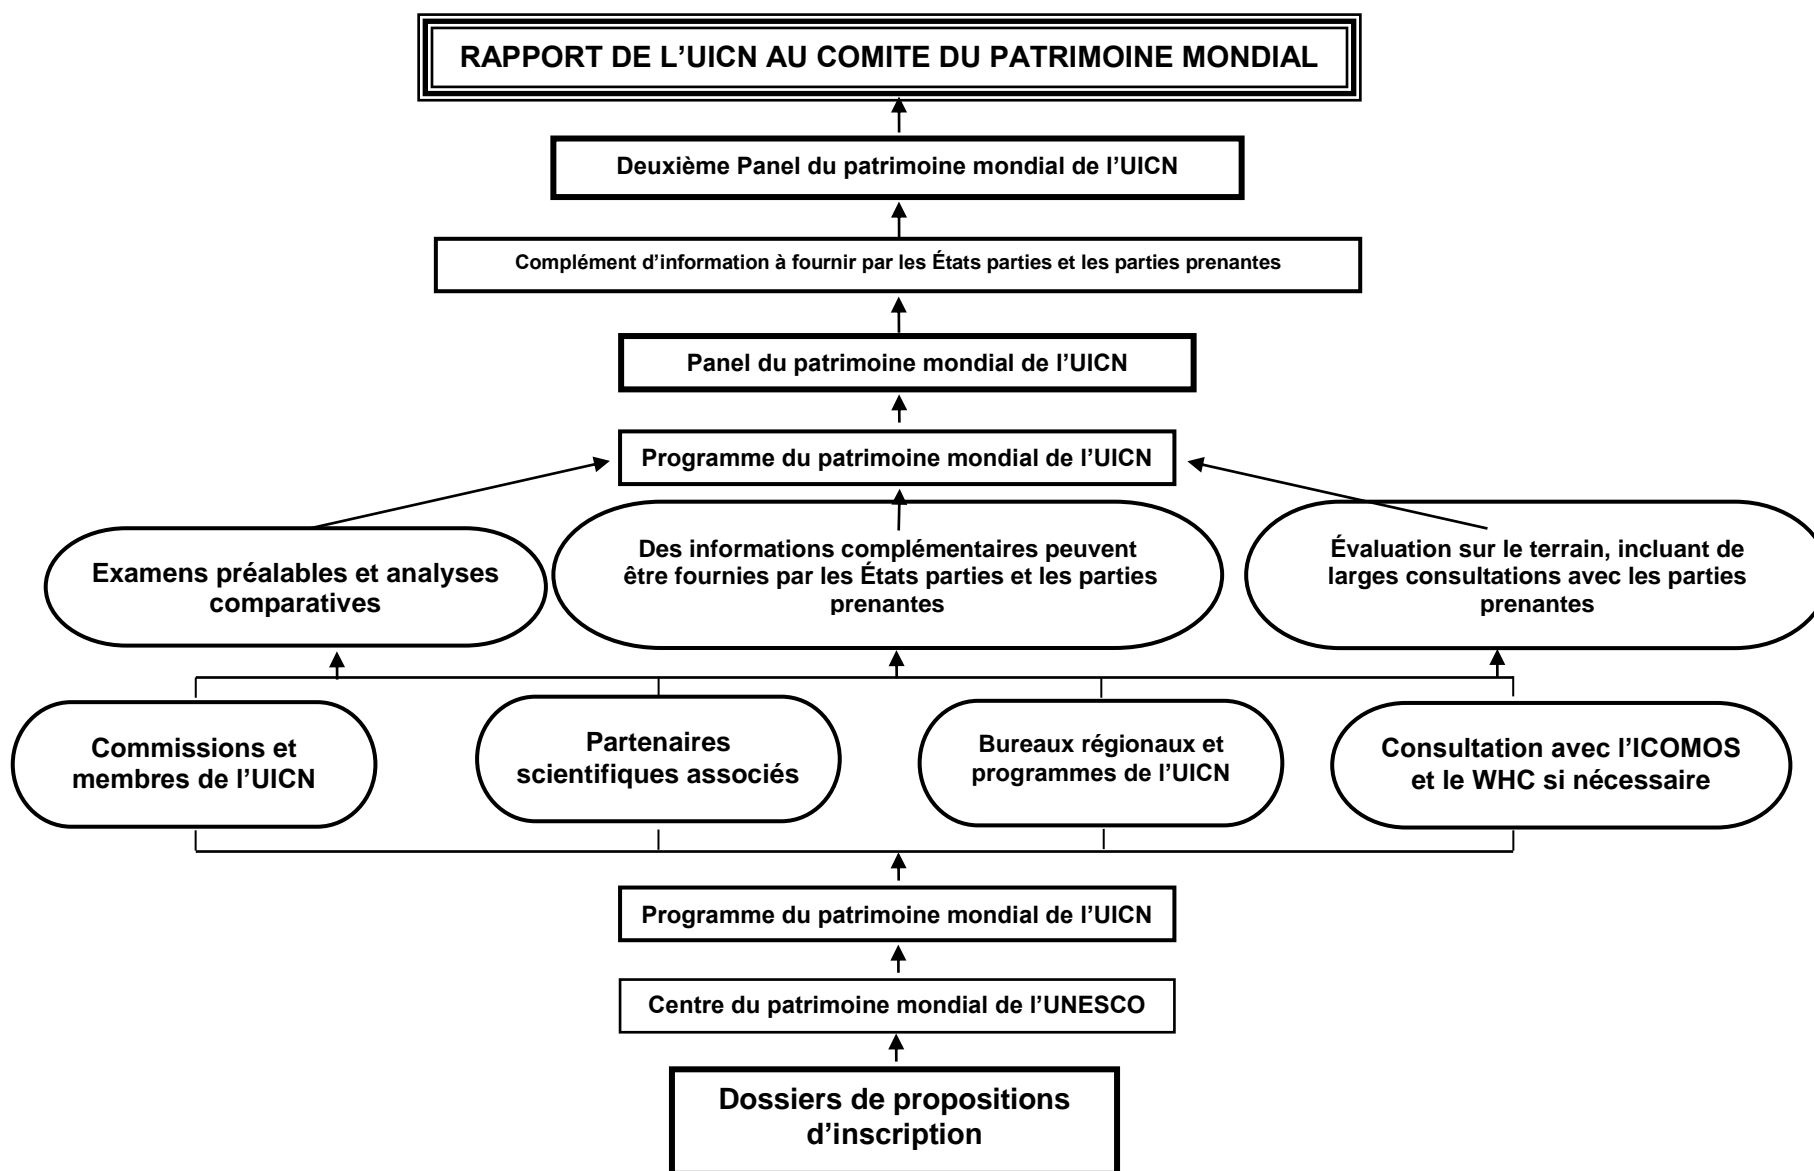 RAPPORT DE L’UICN AU COMITE DU PATRIMOINE MONDIAL
Deuxième Panel du patrimoine mondial de l’UICN
Complément d’information à fournir par les États parties et les parties prenantes
Panel du patrimoine mondial de l’UICN
Programme du patrimoine mondial de l’UICN
Examens préalables et analyses
comparatives
Des informations complémentaires peuvent
être fournies par les États parties et les parties
prenantes
Évaluation sur le terrain, incluant de
larges consultations avec les parties
prenantes
Commissions et
membres de l’UICN
Partenaires
scientifiques associés
Bureaux régionaux et
programmes de l’UICN
Consultation avec l’ICOMOS
et le WHC si nécessaire
Programme du patrimoine mondial de l’UICN
Centre du patrimoine mondial de l’UNESCO
Dossiers de propositions
d’inscription